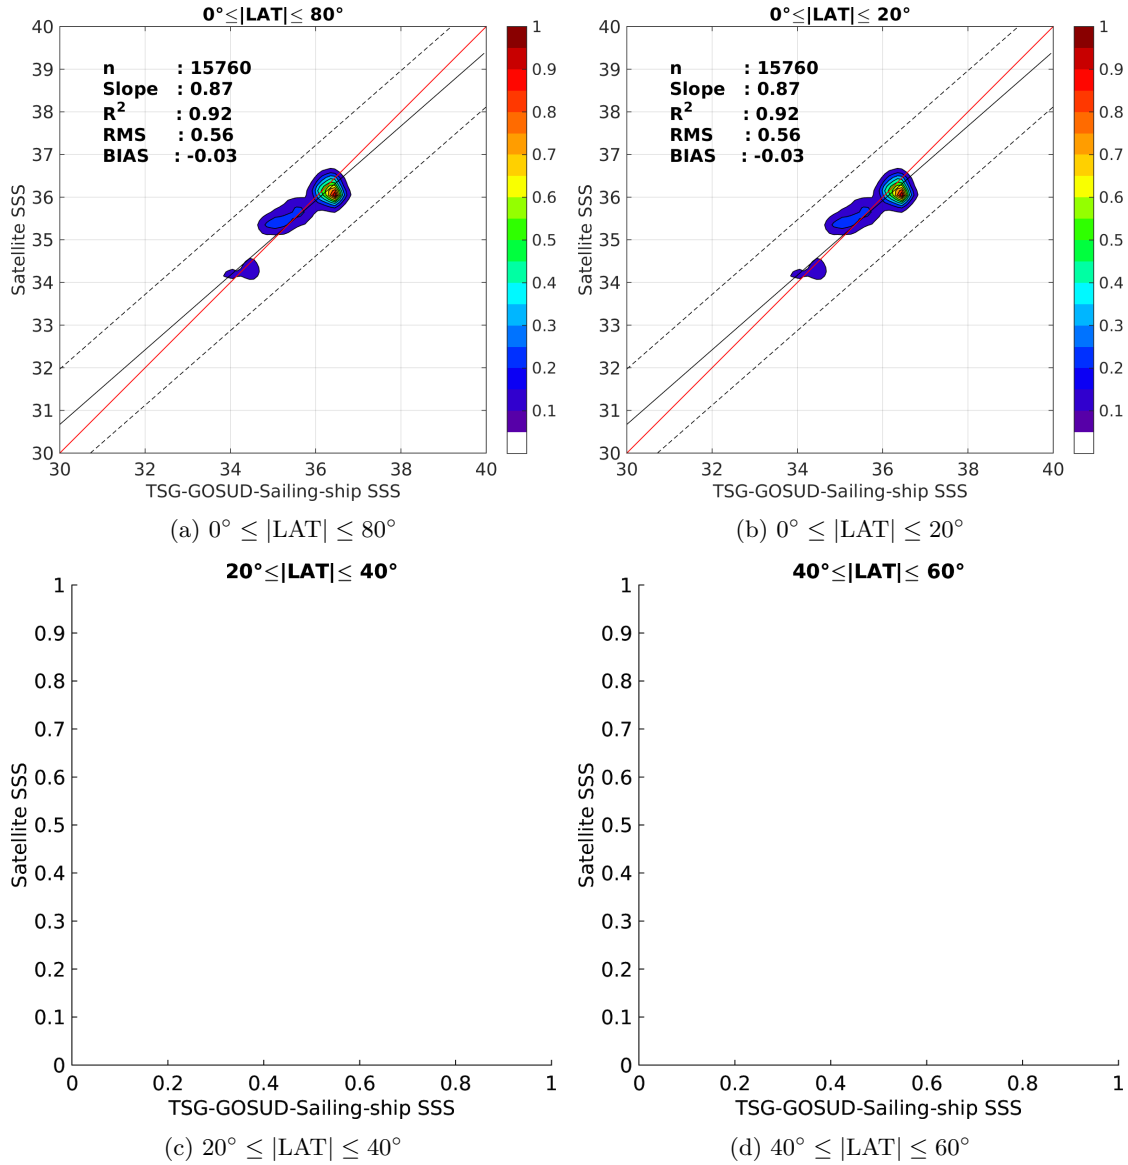 0°≤|LAT|≤ 80°
40
39
38
37
36
35
34
33
32
31
30
Satellite SSS
n : 15760
Slope : 0.87
R² : 0.92
RMS : 0.56
BIAS : -0.03
30 32 34 36 38 40
TSG-GOSUD-Sailing-ship SSS
1
0.9
0.8
0.7
0.6
0.5
0.4
0.3
0.2
0.1
(a) 0° ≤ |LAT| ≤ 80°
0°≤|LAT|≤ 20°
40
39
38
37
36
35
34
33
32
31
30
Satellite SSS
n : 15760
Slope : 0.87
R² : 0.92
RMS : 0.56
BIAS : -0.03
30 32 34 36 38 40
TSG-GOSUD-Sailing-ship SSS
1
0.9
0.8
0.7
0.6
0.5
0.4
0.3
0.2
0.1
(b) 0° ≤ |LAT| ≤ 20°
20°≤|LAT|≤ 40°
1
0.9
0.8
0.7
0.6
0.5
0.4
0.3
0.2
0.1
0
Satellite SSS
0 0.2 0.4 0.6 0.8 1
TSG-GOSUD-Sailing-ship SSS
(c) 20° ≤ |LAT| ≤ 40°
40°≤|LAT|≤ 60°
1
0.9
0.8
0.7
0.6
0.5
0.4
0.3
0.2
0.1
0
Satellite SSS
0 0.2 0.4 0.6 0.8 1
TSG-GOSUD-Sailing-ship SSS
(d) 40° ≤ |LAT| ≤ 60°